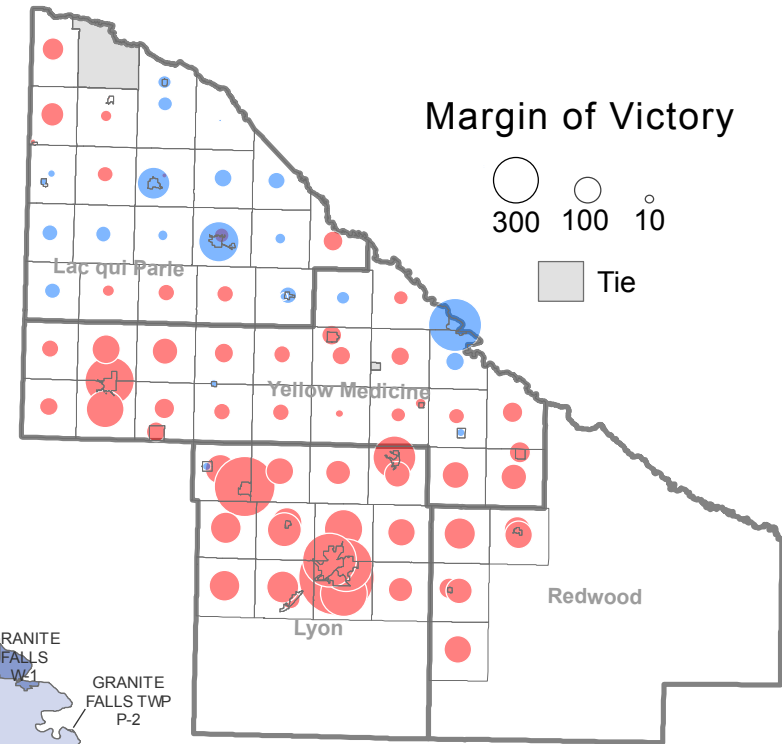 Margin of Victory
300 100 10
Tie
Lac qui Parle
Yellow Medicine
Redwood
Lyon
RANITE
FALLS
W-1
GRANITE
FALLS TWP
P-2